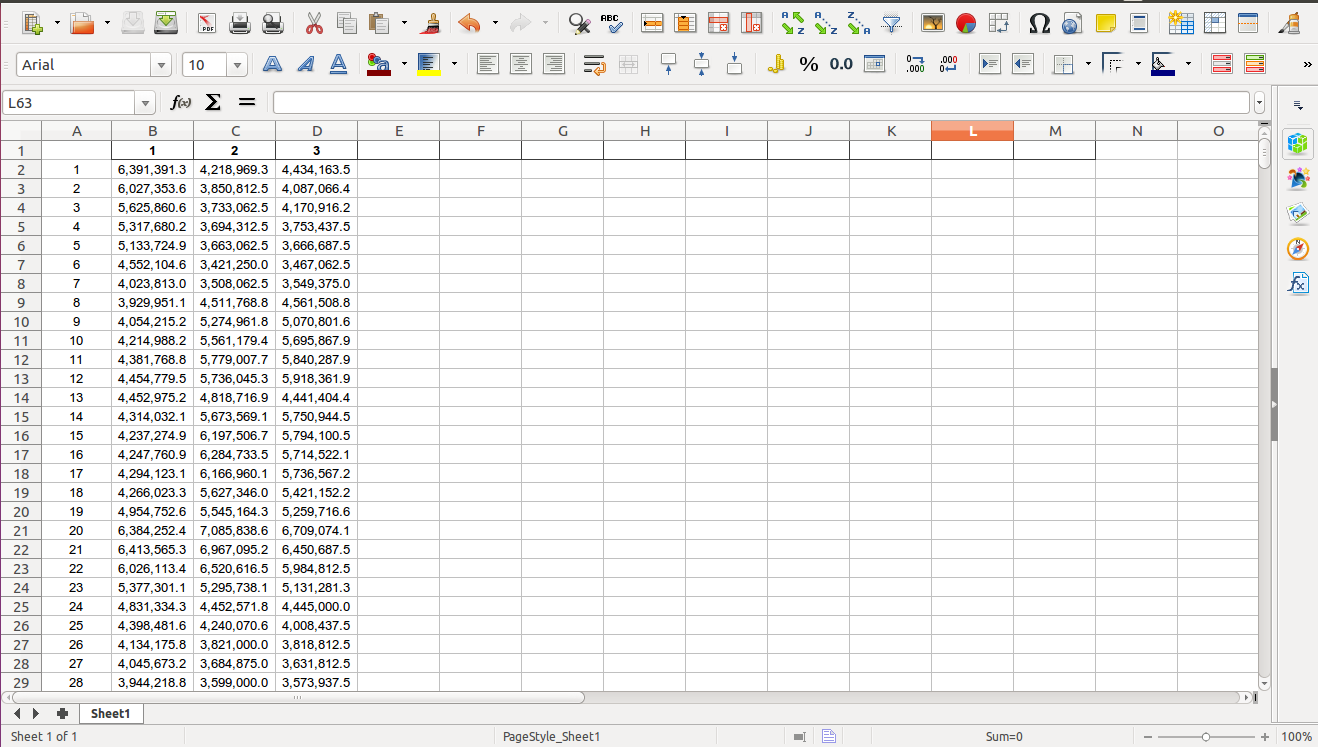 PDF ABC A Z A Z Z A Ω
Arial 10 % 0.0 0.000 .000 »
L63 f(x) Σ =
A B C D E F G H I J K L M N O
1 1 2 3
2 1 6,391,391.3 4,218,969.3 4,434,163.5
3 2 6,027,353.6 3,850,812.5 4,087,066.4
4 3 5,625,860.6 3,733,062.5 4,170,916.2
5 4 5,317,680.2 3,694,312.5 3,753,437.5
6 5 5,133,724.9 3,663,062.5 3,666,687.5
7 6 4,552,104.6 3,421,250.0 3,467,062.5
8 7 4,023,813.0 3,508,062.5 3,549,375.0
9 8 3,929,951.1 4,511,768.8 4,561,508.8
10 9 4,054,215.2 5,274,961.8 5,070,801.6
11 10 4,214,988.2 5,561,179.4 5,695,867.9
12 11 4,381,768.8 5,779,007.7 5,840,287.9
13 12 4,454,779.5 5,736,045.3 5,918,361.9
14 13 4,452,975.2 4,818,716.9 4,441,404.4
15 14 4,314,032.1 5,673,569.1 5,750,944.5
16 15 4,237,274.9 6,197,506.7 5,794,100.5
17 16 4,247,760.9 6,284,733.5 5,714,522.1
18 17 4,294,123.1 6,166,960.1 5,736,567.2
19 18 4,266,023.3 5,627,346.0 5,421,152.2
20 19 4,954,752.6 5,545,164.3 5,259,716.6
21 20 6,384,252.4 7,085,838.6 6,709,074.1
22 21 6,413,565.3 6,967,095.2 6,450,687.5
23 22 6,026,113.4 6,520,616.5 5,984,812.5
24 23 5,377,301.1 5,295,738.1 5,131,281.3
25 24 4,831,334.3 4,452,571.8 4,445,000.0
26 25 4,398,481.6 4,240,070.6 4,008,437.5
27 26 4,134,175.8 3,821,000.0 3,818,812.5
28 27 4,045,673.2 3,684,875.0 3,631,812.5
29 28 3,944,218.8 3,599,000.0 3,573,937.5
Sheet1
Sheet 1 of 1 PageStyle_Sheet1 Sum=0 100%